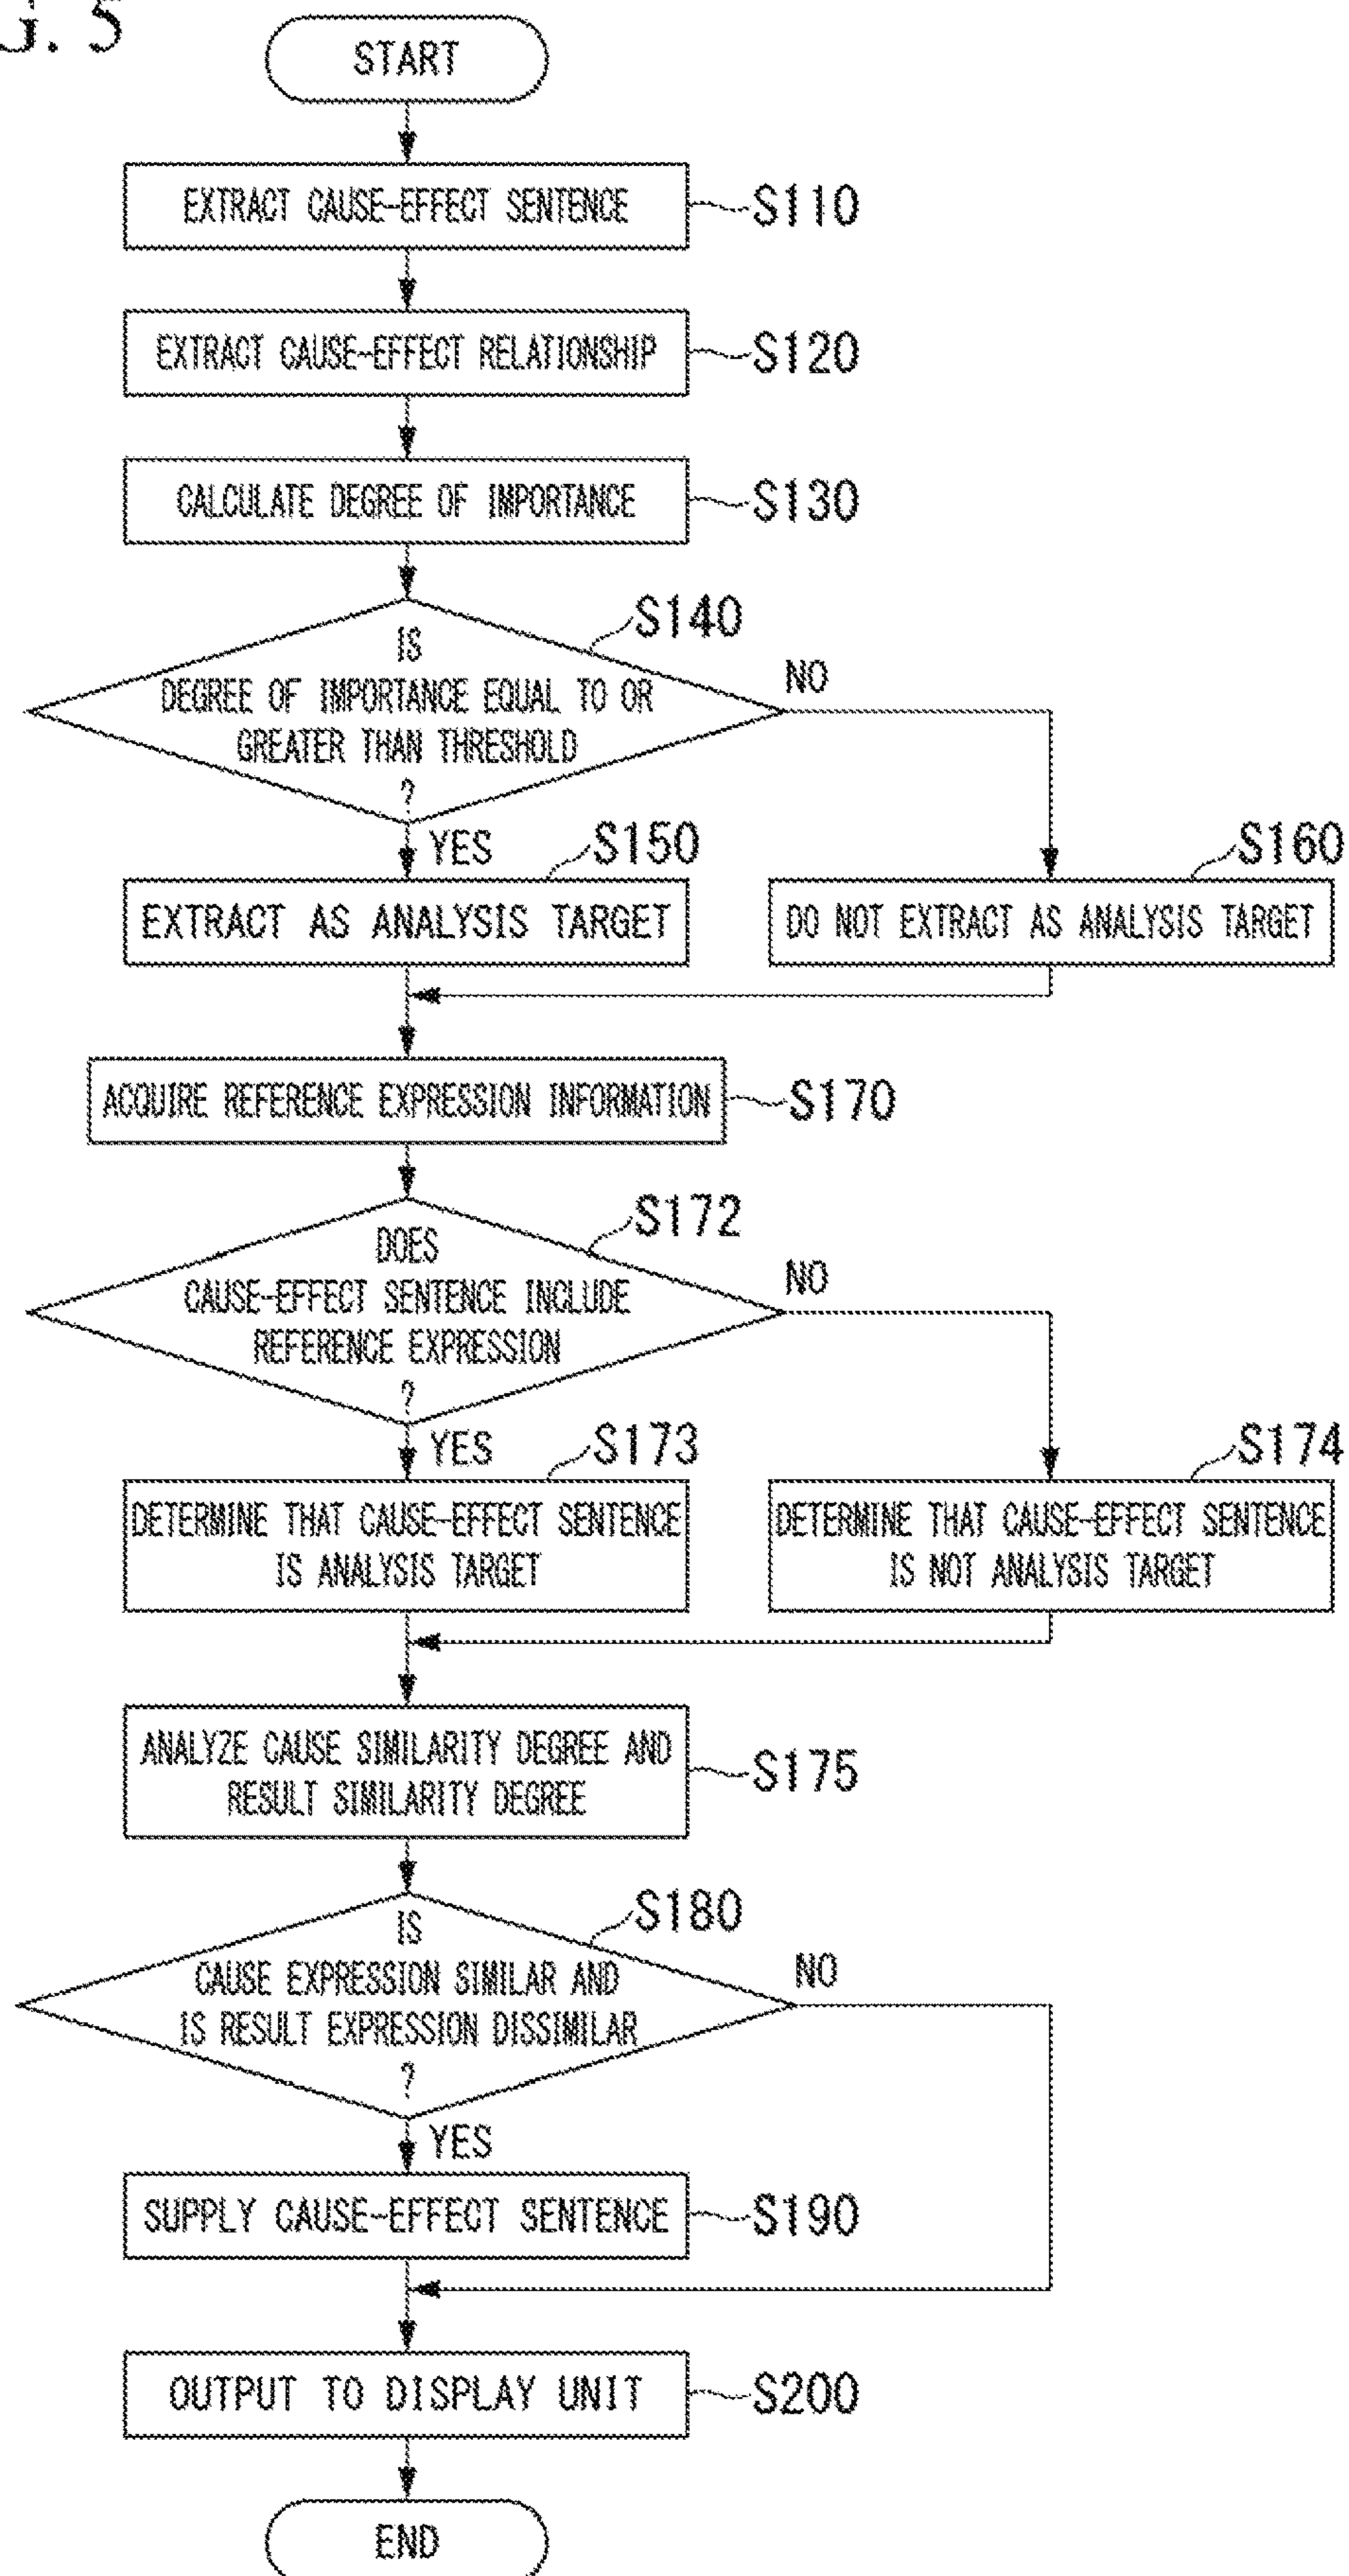 G. 5
START
EXTRACT CAUSE-EFFECT SENTENCE
S110
EXTRACT CAUSE-EFFECT RELATIONSHIP
S120
CALCULATE DEGREE OF IMPORTANCE
S130
S140
IS
DEGREE OF IMPORTANCE EQUAL TO OR
GREATER THAN THRESHOLD
?
NO
YES
S150
S160
EXTRACT AS ANALYSIS TARGET
DO NOT EXTRACT AS ANALYSIS TARGET
ACQUIRE REFERENCE EXPRESSION INFORMATION
S170
S172
DOES
CAUSE-EFFECT SENTENCE INCLUDE
REFERENCE EXPRESSION
?
NO
YES
S173
S174
DETERMINE THAT CAUSE-EFFECT SENTENCE
IS ANALYSIS TARGET
DETERMINE THAT CAUSE-EFFECT SENTENCE
IS NOT ANALYSIS TARGET
ANALYZE CAUSE SIMILARITY DEGREE AND
RESULT SIMILARITY DEGREE
S175
S180
IS
CAUSE EXPRESSION SIMILAR AND
IS RESULT EXPRESSION DISSIMILAR
?
NO
YES
SUPPLY CAUSE-EFFECT SENTENCE
S190
OUTPUT TO DISPLAY UNIT
S200
END